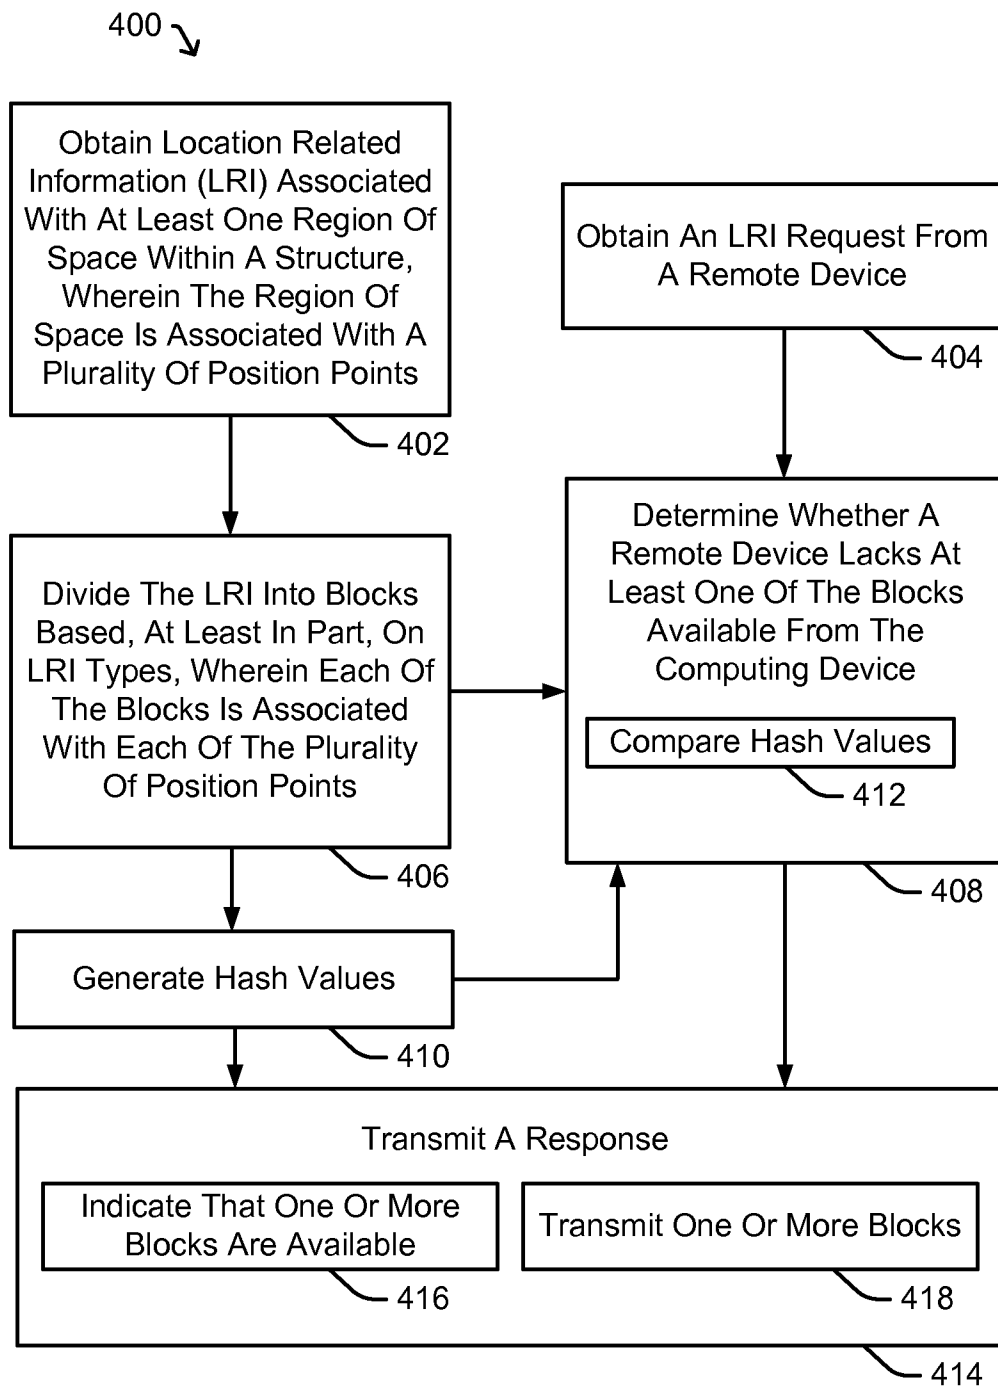 400
Obtain Location Related
Information (LRI) Associated
With At Least One Region Of
Space Within A Structure,
Wherein The Region Of
Space Is Associated With A
Plurality Of Position Points
402
Obtain An LRI Request From
A Remote Device
404
Divide The LRI Into Blocks
Based, At Least In Part, On
LRI Types, Wherein Each Of
The Blocks Is Associated
With Each Of The Plurality
Of Position Points
406
Determine Whether A
Remote Device Lacks At
Least One Of The Blocks
Available From The
Computing Device
Compare Hash Values
412
408
Generate Hash Values
410
Transmit A Response
Indicate That One Or More
Blocks Are Available
416
Transmit One Or More Blocks
418
414